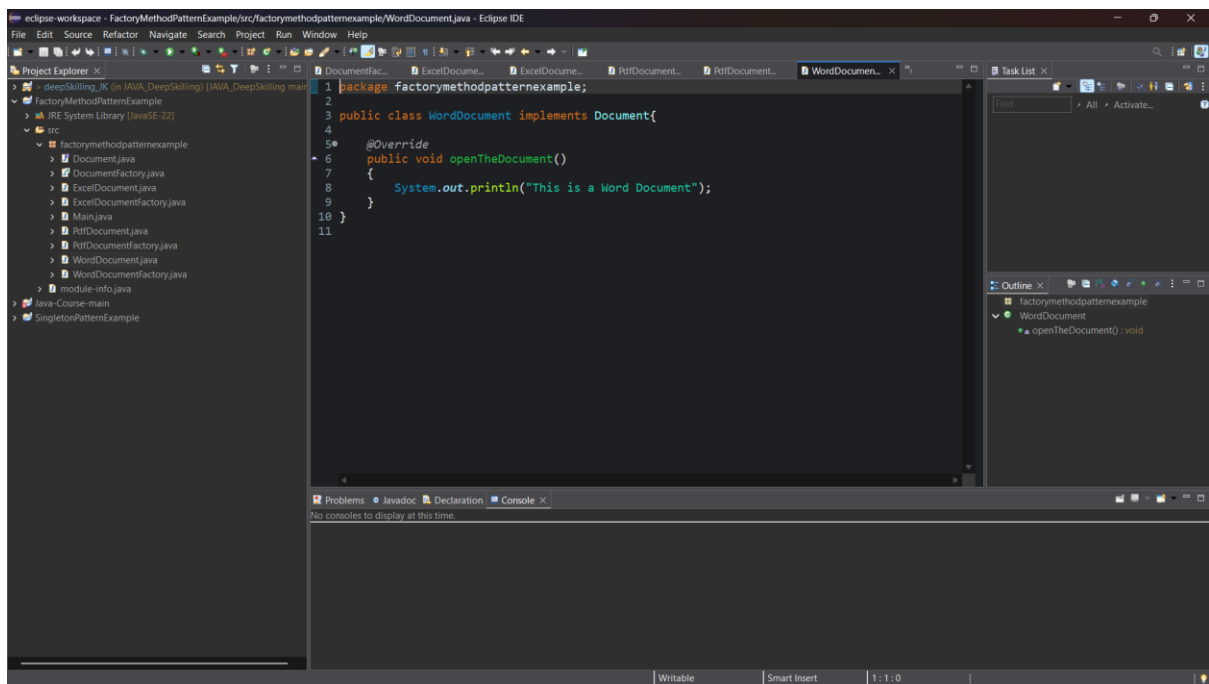 eclipse-workspace - FactoryMethodPatternExample/src/factorymethodpatternexample/WordDocument.java - Eclipse IDE
File Edit Source Refactor Navigate Search Project Run Window Help
Project Explorer
> deepSkilling_JK (in JAVA_DeepSkilling) [JAVA_DeepSkilling main
FactoryMethodPatternExample
JRE System Library [JavaSE-22]
src
factorymethodpatternexample
Document.java
DocumentFactory.java
ExcelDocument.java
ExcelDocumentFactory.java
Main.java
PdfDocument.java
PdfDocumentFactory.java
WordDocument.java
WordDocumentFactory.java
module-info.java
Java-Course-main
SingletonPatternExample
DocumentFac... ExcelDocume... ExcelDocume... PdfDocument... PdfDocument... WordDocumen...
1 package factorymethodpatternexample;
2
3 public class WordDocument implements Document{
4
5 @Override
6 public void openTheDocument()
7 {
8 System.out.println("This is a Word Document");
9 }
10 }
11
Task List
Find All Activate...
Outline
factorymethodpatternexample
WordDocument
openTheDocument() : void
Problems Javadoc Declaration Console
No consoles to display at this time.
Writable Smart Insert 1 : 1 : 0